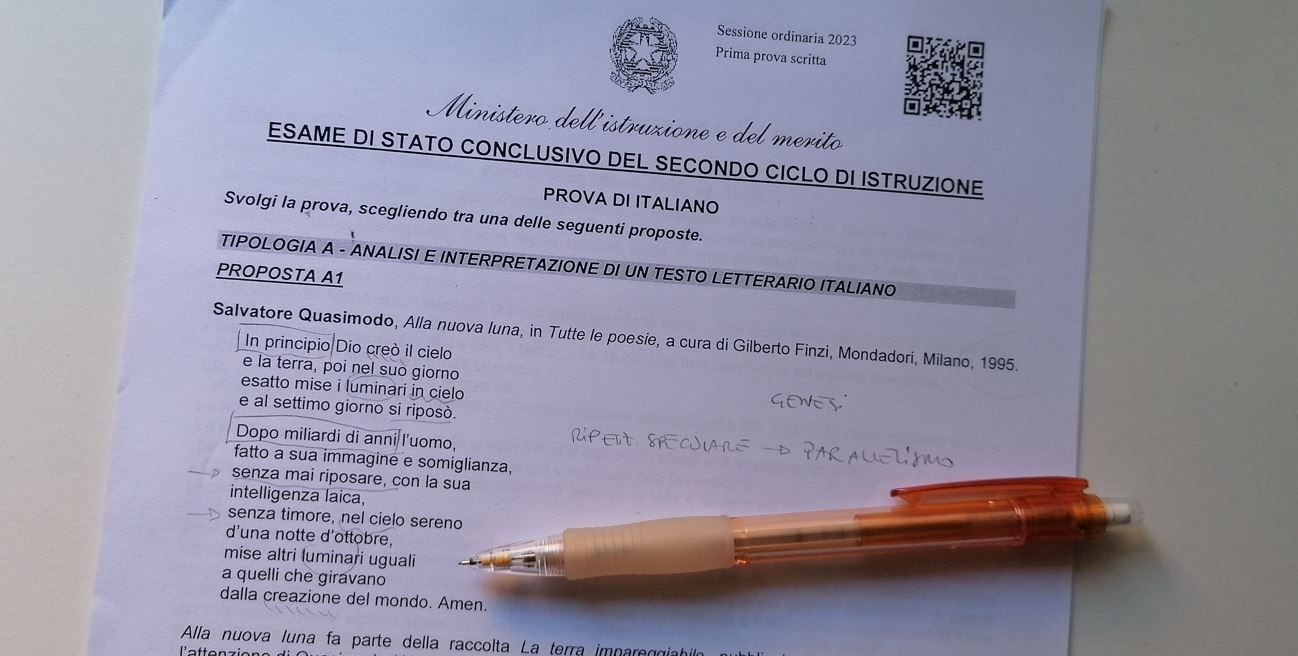 Sessione ordinaria 2023
Prima prova scritta
Ministero dell'istruzione e del merito
ESAME DI STATO CONCLUSIVO DEL SECONDO CICLO DI ISTRUZIONE
PROVA DI ITALIANO
Svolgi la prova, scegliendo tra una delle seguenti proposte.
TIPOLOGIA A - ANALISI E INTERPRETAZIONE DI UN TESTO LETTERARIO ITALIANO
PROPOSTA A1
Salvatore Quasimodo, Alla nuova luna, in Tutte le poesie, a cura di Gilberto Finzi, Mondadori, Milano, 1995.
In principio Dio creò il cielo
e la terra, poi nel suo giorno
esatto mise i luminari in cielo
e al settimo giorno si riposò.
Dopo miliardi di anni l'uomo,
fatto a sua immagine e somiglianza,
senza mai riposare, con la sua
intelligenza laica,
senza timore, nel cielo sereno
d'una notte d'ottobre,
mise altri luminari uguali
a quelli che giravano
dalla creazione del mondo. Amen.
GENESI
RIPETIT. SPECULARE → PARALLELISMO
Alla nuova luna fa parte della raccolta La terra impareggiabile,
l'attenzione di